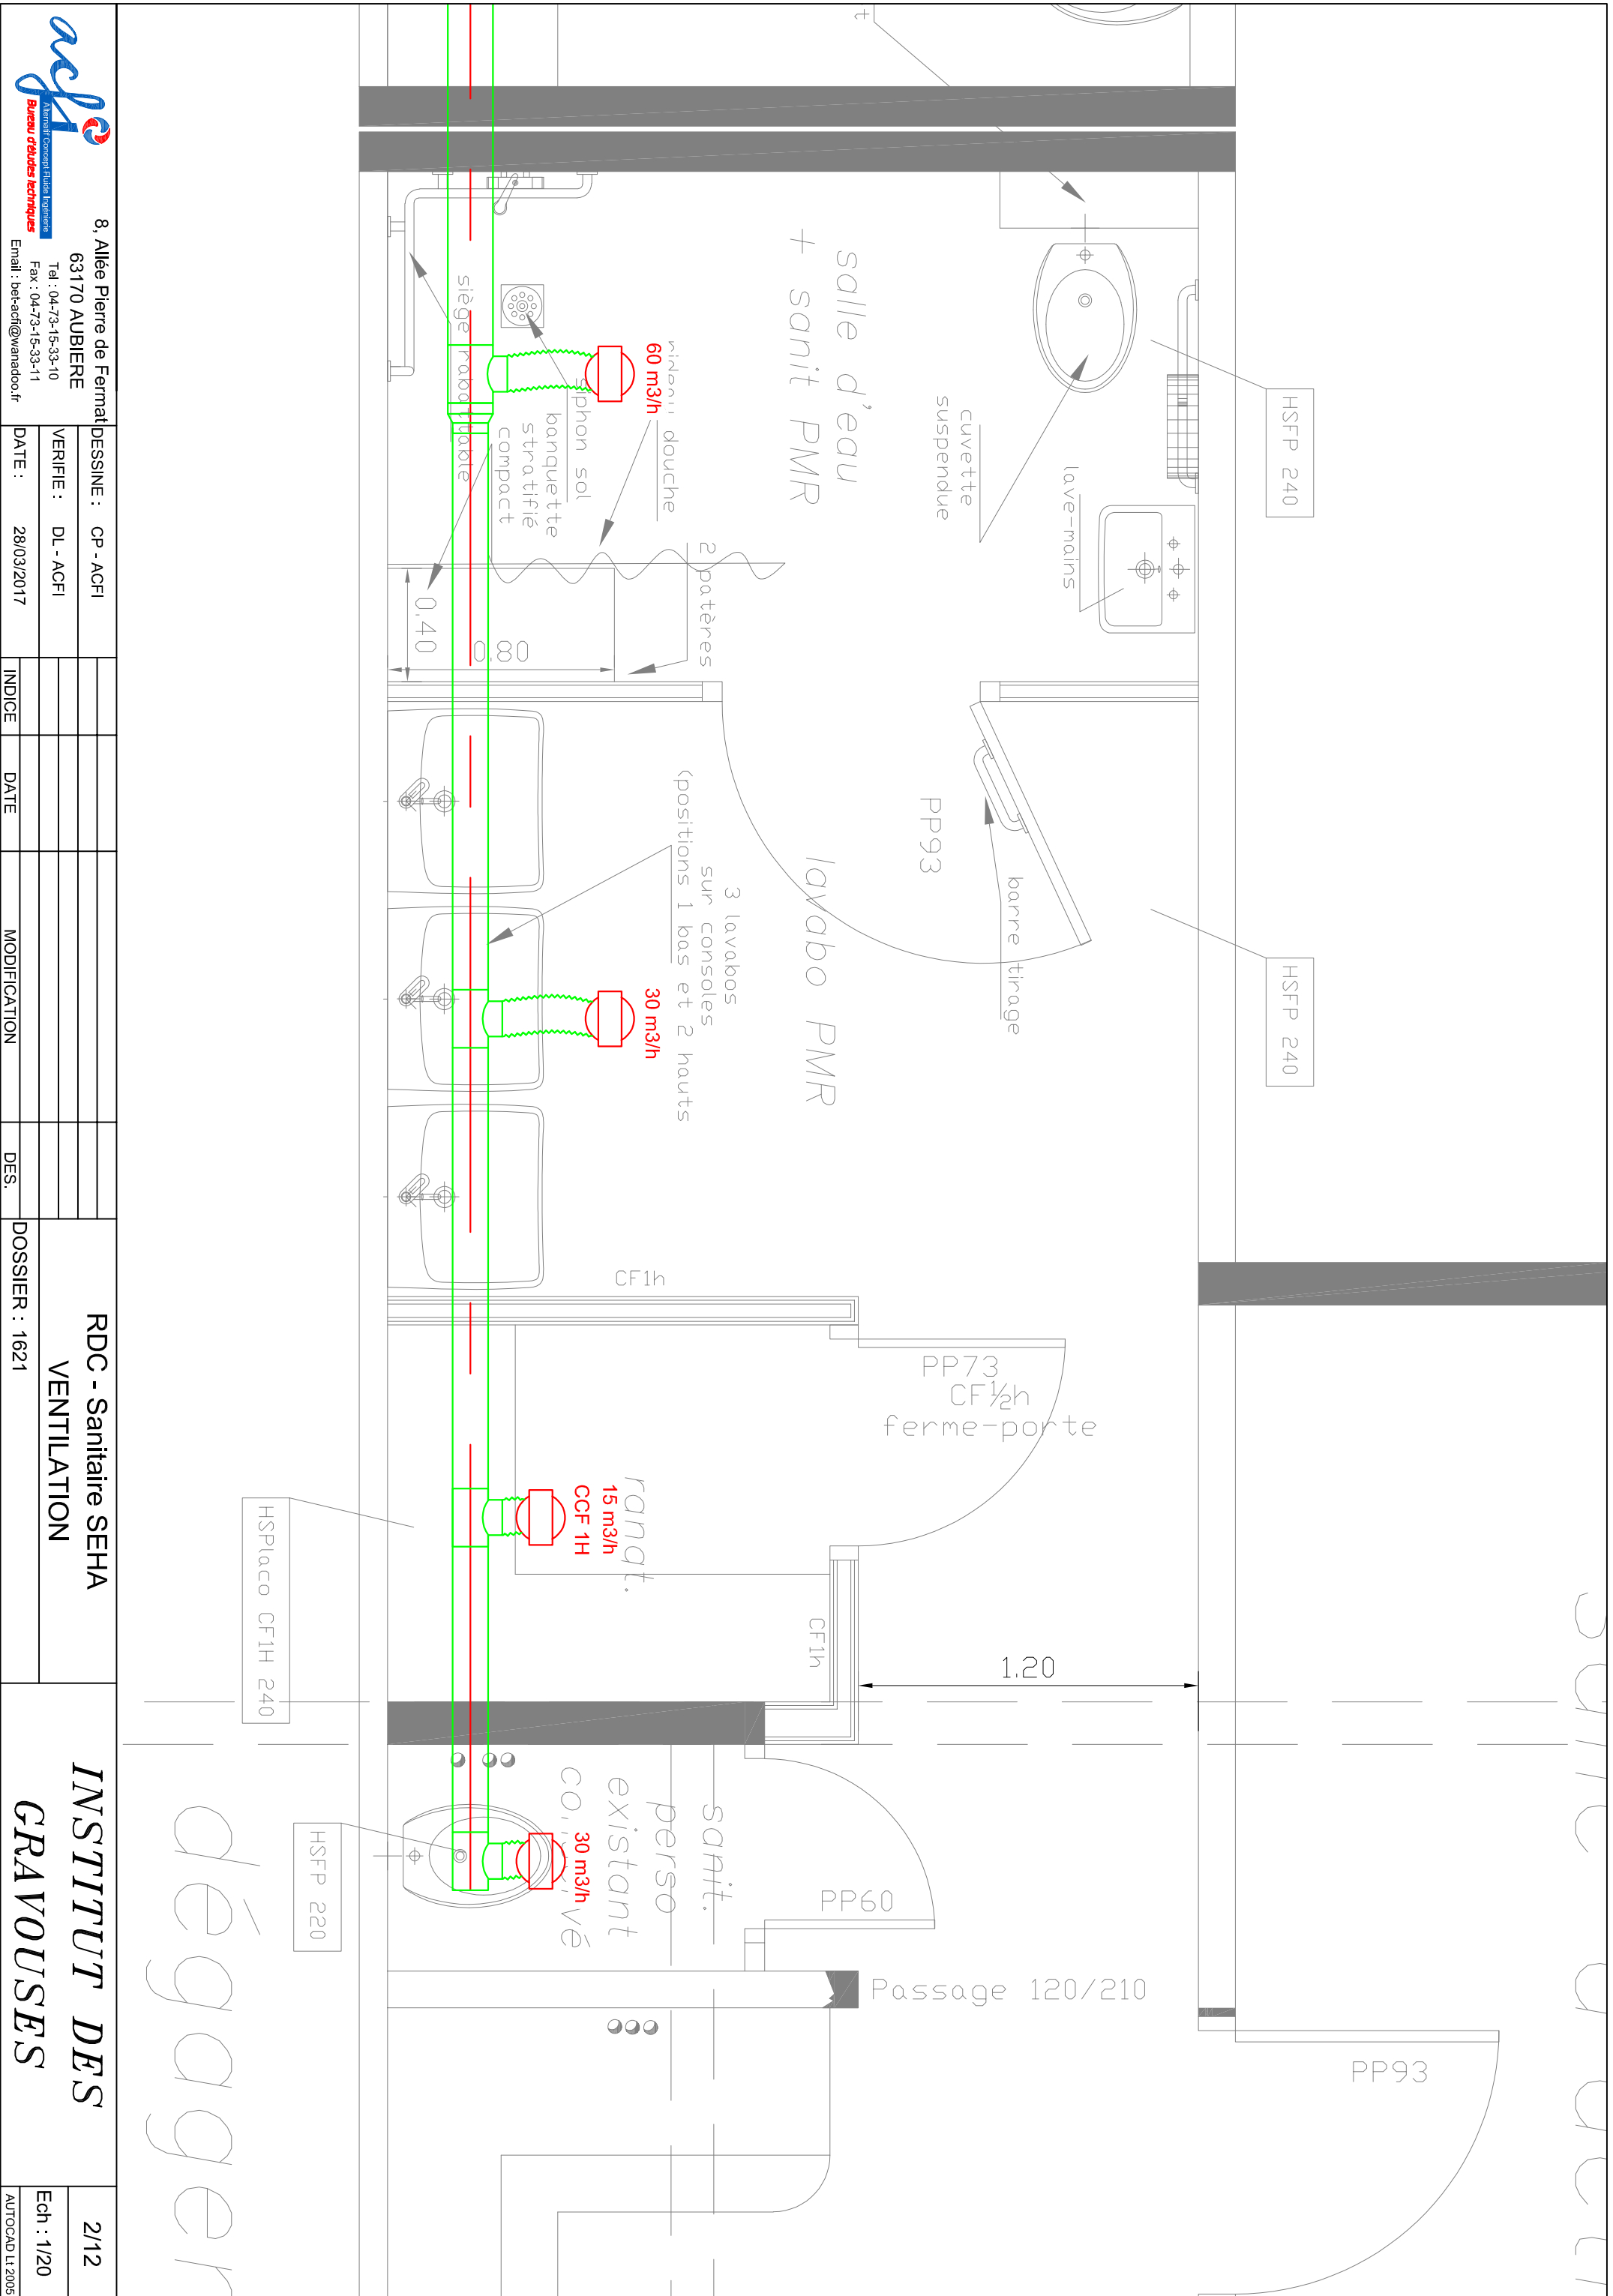 HSFP 240
HSFP 240
cuvette
suspendue
lave-mains
salle d'eau
+ sanit PMR
douche
60 m3/h
siphon sol
banquette
stratifié
compact
siège rabattable
2 patères
0.40
0.80
PP93
barre tirage
lavabo PMR
3 lavabos
sur consoles
(positions 1 bas et 2 hauts
30 m3/h
CF1h
PP73
CF½h
ferme-porte
rangt.
15 m3/h
CCF 1H
CF1h
1.20
HSPlaco CF1H 240
sanit.
perso
existant
30 m3/h
HSFP 220
PP60
Passage 120/210
PP93
acfi
Alternatif Concept Fluide Ingénierie
Bureau d'études techniques
8, Allée Pierre de Fermat
63170 AUBIERE
Tel : 04-73-15-33-10
Fax : 04-73-15-33-11
Email : bet-acfi@wanadoo.fr
DESSINE : CP - ACFI
VERIFIE : DL - ACFI
DATE : 28/03/2017
INDICE DATE MODIFICATION DES.
RDC - Sanitaire SEHA
VENTILATION
DOSSIER : 1621
INSTITUT DES
GRAVOUSES
2/12
Ech : 1/20
AUTOCAD Lt 2005